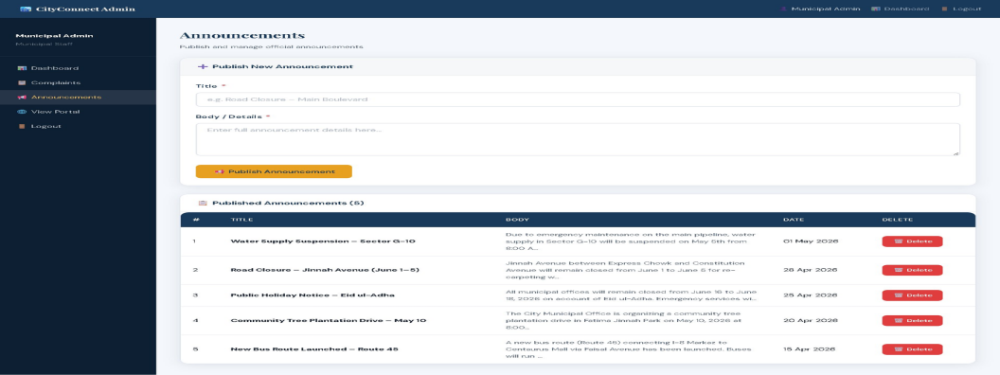 CityConnect Admin
Municipal Admin Dashboard Logout
Municipal Admin
Municipal Staff
Dashboard
Complaints
Announcements
View Portal
Logout
Announcements
Publish and manage official announcements
Publish New Announcement
Title *
e.g. Road Closure – Main Boulevard
Body / Details *
Enter full announcement details here...
Publish Announcement
Published Announcements (5)
# TITLE BODY DATE DELETE
1 Water Supply Suspension – Sector G-10 01 May 2026 Delete
Due to emergency maintenance on the main pipeline, water
supply in Sector G-10 will be suspended on May 5th from
8:00 A...
2 Road Closure – Jinnah Avenue (June 1–5) 28 Apr 2026 Delete
Jinnah Avenue between Express Chowk and Constitution
Avenue will remain closed from June 1 to June 5 for re-
carpeting w...
3 Public Holiday Notice – Eid ul-Adha 25 Apr 2026 Delete
All municipal offices will remain closed from June 16 to June
18, 2026 on account of Eid ul-Adha. Emergency services wi...
4 Community Tree Plantation Drive – May 10 20 Apr 2026 Delete
The City Municipal Office is organizing a community tree
plantation drive in Fatima Jinnah Park on May 10, 2026 at
8:00...
5 New Bus Route Launched – Route 45 15 Apr 2026 Delete
A new bus route (Route 45) connecting I-8 Markaz to
Centaurus Mall via Faisal Avenue has been launched. Buses
will run ...